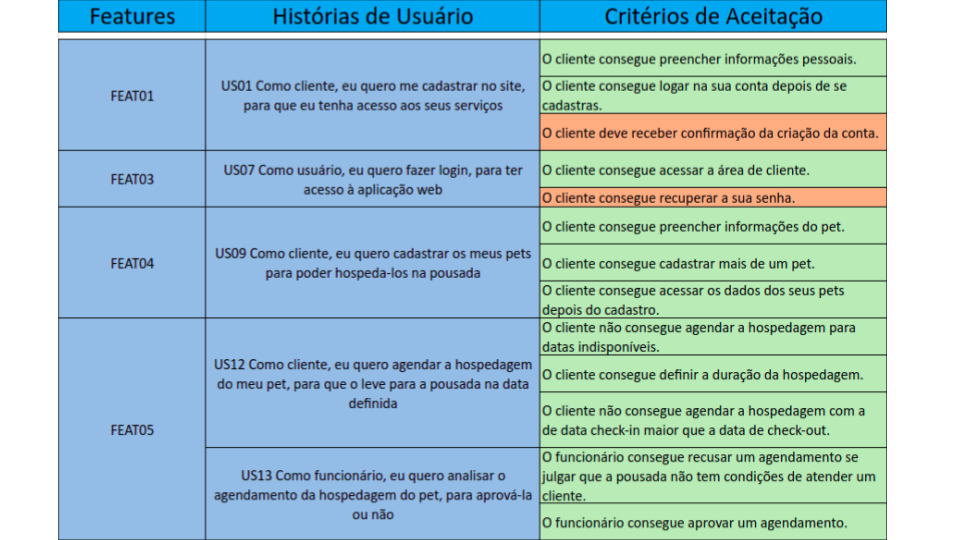 Features
Histórias de Usuário
Critérios de Aceitação
FEAT01
US01 Como cliente, eu quero me cadastrar no site,
para que eu tenha acesso aos seus serviços
O cliente consegue preencher informações pessoais.
O cliente consegue logar na sua conta depois de se
cadastras.
O cliente deve receber confirmação da criação da conta.
FEAT03
US07 Como usuário, eu quero fazer login, para ter
acesso à aplicação web
O cliente consegue acessar a área de cliente.
O cliente consegue recuperar a sua senha.
FEAT04
US09 Como cliente, eu quero cadastrar os meus pets
para poder hospeda-los na pousada
O cliente consegue preencher informações do pet.
O cliente consegue cadastrar mais de um pet.
O cliente consegue acessar os dados dos seus pets
depois do cadastro.
FEAT05
US12 Como cliente, eu quero agendar a hospedagem
do meu pet, para que o leve para a pousada na data
definida
O cliente não consegue agendar a hospedagem para
datas indisponíveis.
O cliente consegue definir a duração da hospedagem.
O cliente não consegue agendar a hospedagem com a
de data check-in maior que a data de check-out.
US13 Como funcionário, eu quero analisar o
agendamento da hospedagem do pet, para aprová-la
ou não
O funcionário consegue recusar um agendamento se
julgar que a pousada não tem condições de atender um
cliente.
O funcionário consegue aprovar um agendamento.